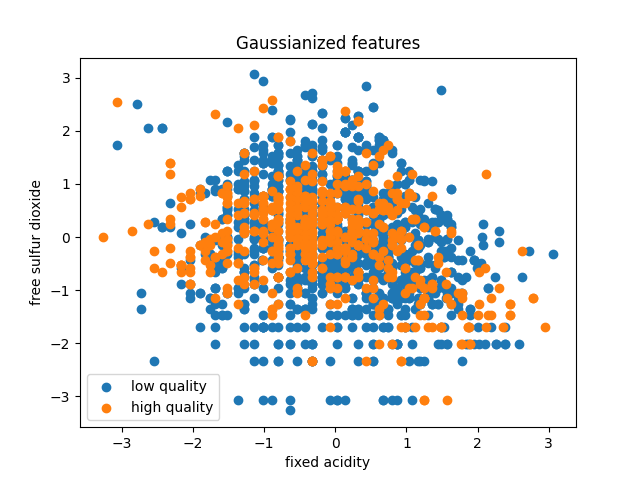 Gaussianized features
free sulfur dioxide
3
2
1
0
−1
−2
−3
low quality
high quality
−3 −2 −1 0 1 2 3
fixed acidity